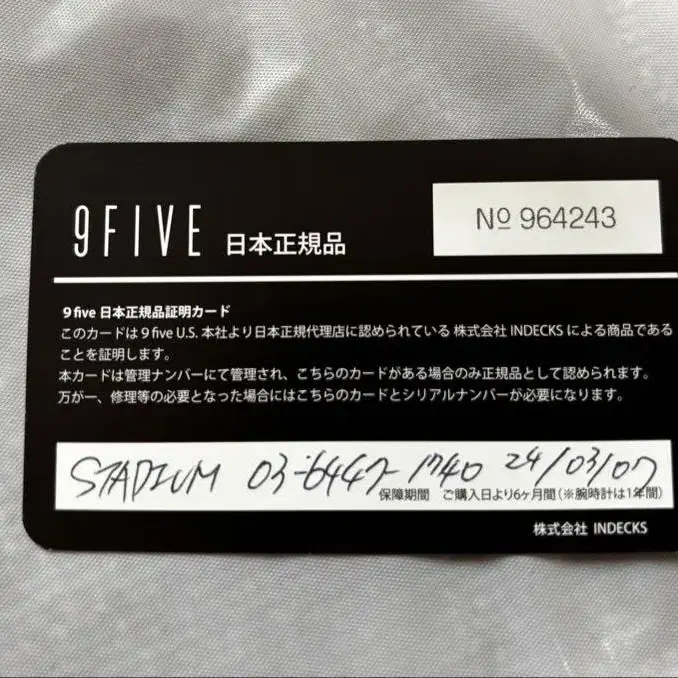 9FIVE 日本正規品
№ 964243
9five 日本正規品証明カード
このカードは 9five U.S. 本社より日本正規代理店に認められている 株式会社 INDECKS による商品である
ことを証明します。
本カードは管理ナンバーにて管理され、こちらのカードがある場合のみ正規品として認められます。
万が一、修理等の必要となった場合にはこちらのカードとシリアルナンバーが必要になります。
STADIUM 03-6447-1740 24/03/07
保障期間 ご購入日より6ヶ月間(※腕時計は1年間)
株式会社 INDECKS